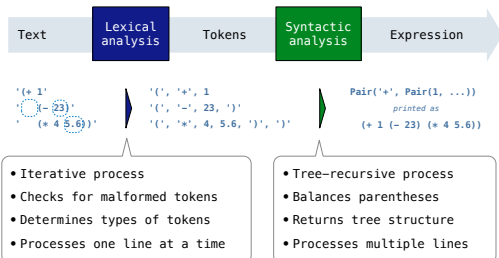 Text
Lexical analysis
Tokens
Syntactic analysis
Expression
'(+ 1'
'   (- 23)'
'   (* 4 5.6))'
'(', '+', 1
'(', '-', 23, ')'
'(', '*', 4, 5.6, ')', ')'
Pair('+', Pair(1, ...))
printed as
(+ 1 (- 23) (* 4 5.6))
• Iterative process
• Checks for malformed tokens
• Determines types of tokens
• Processes one line at a time
• Tree-recursive process
• Balances parentheses
• Returns tree structure
• Processes multiple lines